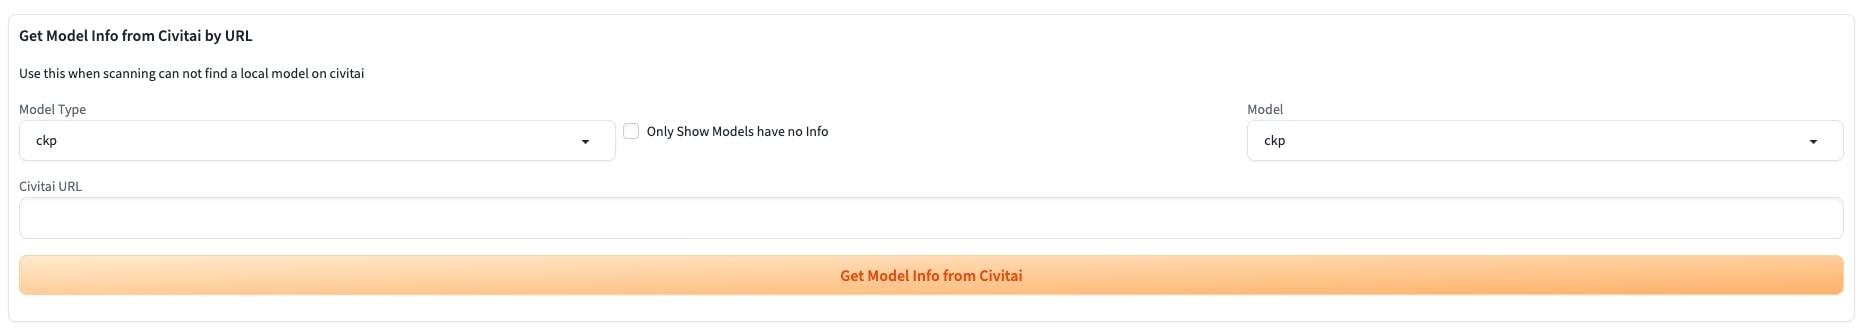 Get Model Info from Civitai by URL
Use this when scanning can not find a local model on civitai
Model Type
Model
ckp
Only Show Models have no Info
ckp
Civitai URL
Get Model Info from Civitai